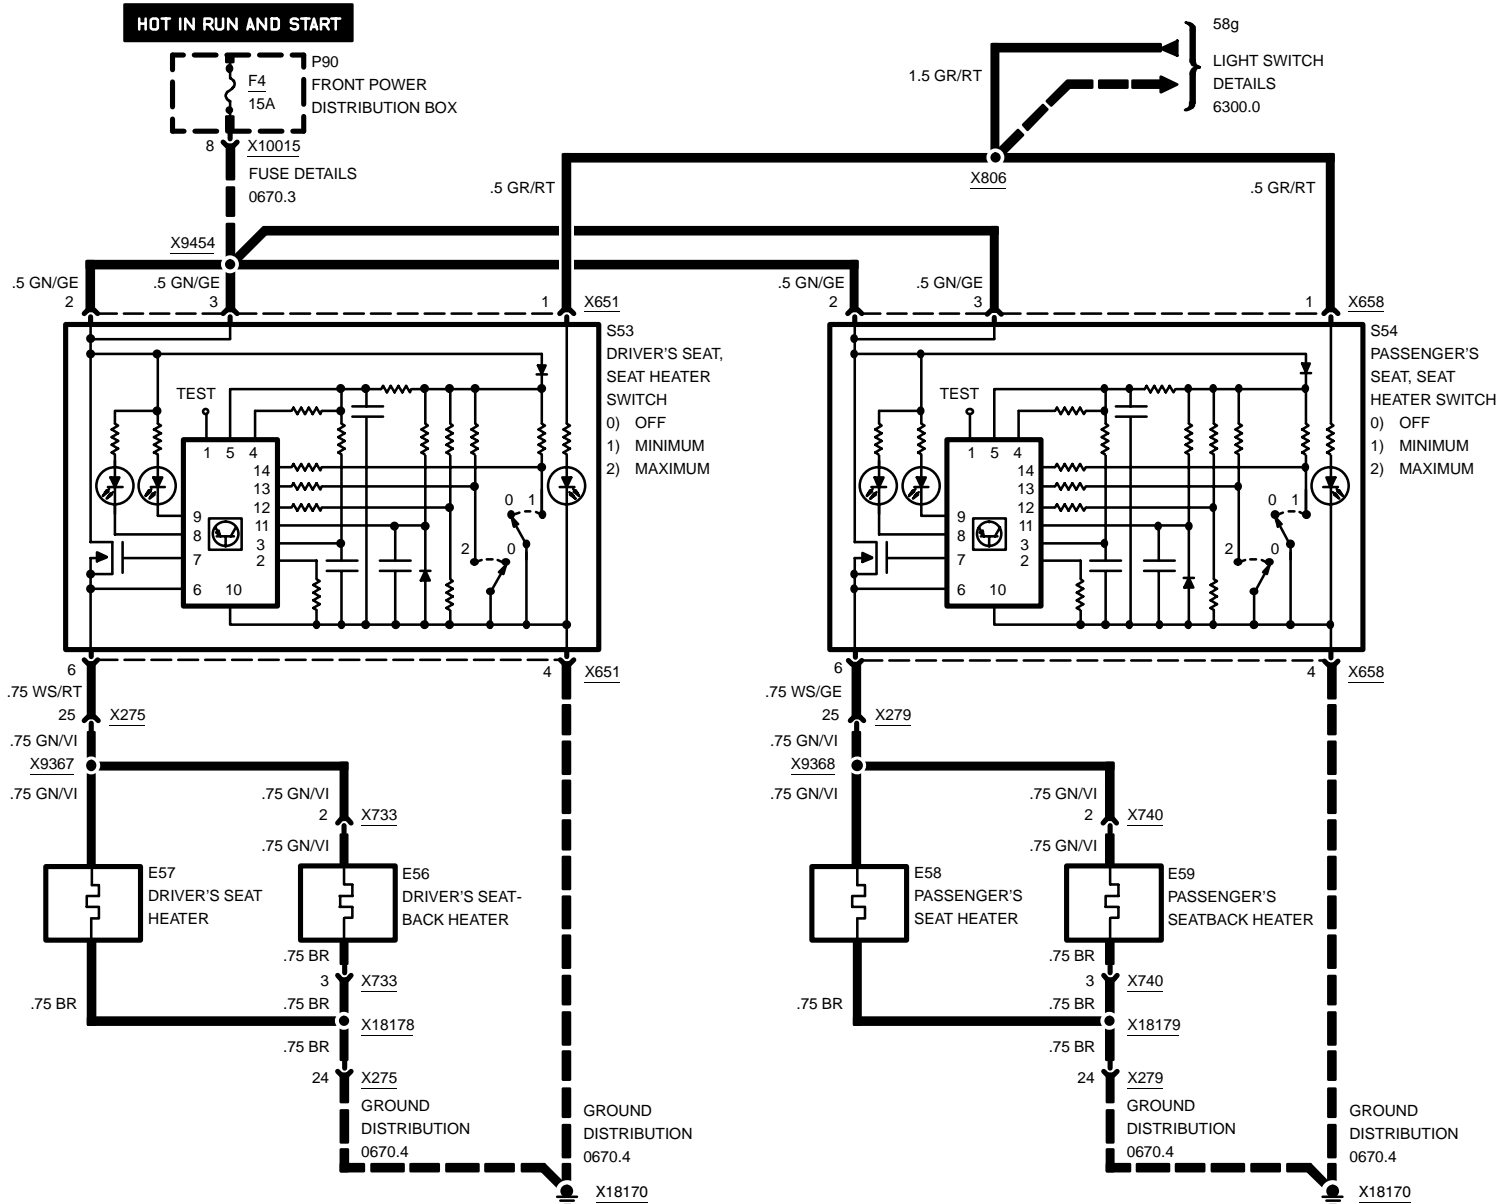 HOT IN RUN AND START
P90
FRONT POWER
DISTRIBUTION BOX
F4
15A
8
X10015
FUSE DETAILS
0670.3
58g
LIGHT SWITCH
DETAILS
6300.0
1.5 GR/RT
X806
.5 GR/RT
.5 GR/RT
X9454
.5 GN/GE
.5 GN/GE
.5 GN/GE
.5 GN/GE
2
3
1
X651
2
3
1
X658
S53
DRIVER'S SEAT,
SEAT HEATER
SWITCH
0) OFF
1) MINIMUM
2) MAXIMUM
TEST
1
5
4
14
13
12
11
3
2
9
8
7
6
10
0
1
2
0
S54
PASSENGER'S
SEAT, SEAT
HEATER SWITCH
0) OFF
1) MINIMUM
2) MAXIMUM
TEST
1
5
4
14
13
12
11
3
2
9
8
7
6
10
0
1
2
0
6
4
X651
6
4
X658
.75 WS/RT
25
X275
.75 GN/VI
X9367
.75 GN/VI
.75 GN/VI
2
X733
.75 GN/VI
E57
DRIVER'S SEAT
HEATER
E56
DRIVER'S SEAT-
BACK HEATER
.75 BR
3
X733
.75 BR
.75 BR
X18178
.75 BR
24
X275
GROUND
DISTRIBUTION
0670.4
GROUND
DISTRIBUTION
0670.4
X18170
.75 WS/GE
25
X279
.75 GN/VI
X9368
.75 GN/VI
.75 GN/VI
2
X740
.75 GN/VI
E58
PASSENGER'S
SEAT HEATER
E59
PASSENGER'S
SEATBACK HEATER
.75 BR
3
X740
.75 BR
.75 BR
X18179
.75 BR
24
X279
GROUND
DISTRIBUTION
0670.4
GROUND
DISTRIBUTION
0670.4
X18170